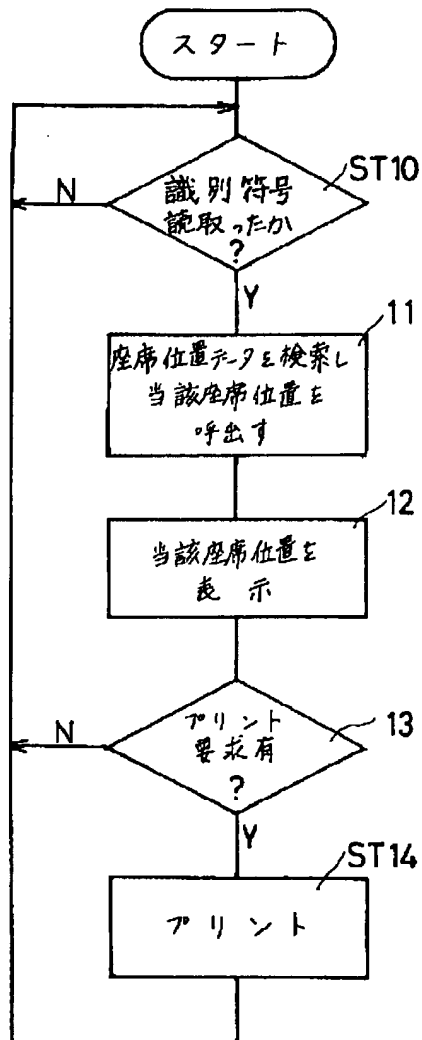 スタート
ST10
識別符号
N
読取ったか
?
Y
11
座席位置データを検索し
当該座席位置を
呼出す
12
当該座席位置を
表示
13
プリント
N
要求有
?
Y
ST14
プリント